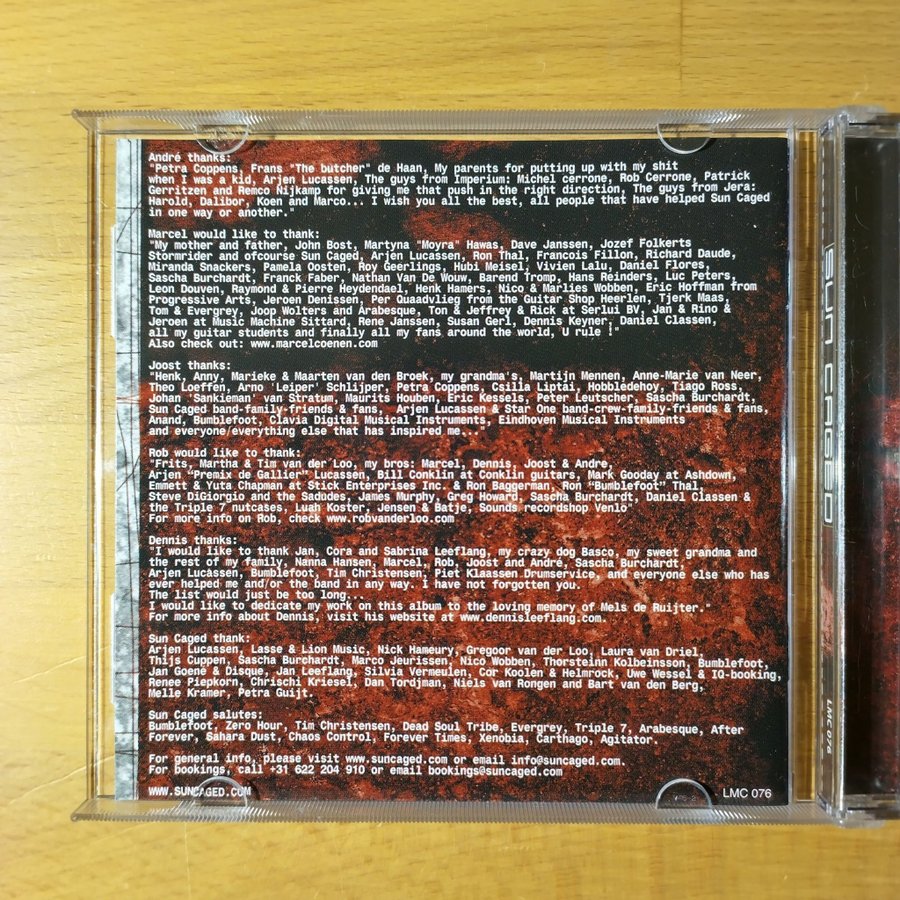 André thanks:
"Petra Coppens, Frans "The butcher" de Haan, My parents for putting up with my shit
when I was a kid, Arjen Lucassen, The guys from Imperium: Michel cerrone, Rob Cerrone, Patrick
Gerritzen and Remco Nijkamp for giving me that push in the right direction, The guys from Jera:
Harold, Dalibor, Koen and Marco... I wish you all the best, all people that have helped Sun Caged
in one way or another."
Marcel would like to thank:
"My mother and father, John Bost, Martyna "Moyra" Hawas, Dave Janssen, Jozef Folkerts
Stormrider and ofcourse Sun Caged, Arjen Lucassen, Ron Thal, Francois Fillon, Richard Daude,
Miranda Snackers, Pamela Oosten, Roy Geerlings, Hubi Meisel, Vivien Lalu, Daniel Flores,
Sascha Burchardt, Franck Faber, Nathan Van De Wouw, Barend Tromp, Hans Reinders, Luc Peters,
Leon Douven, Raymond & Pierre Heydendael, Henk Hamers, Nico & Marlies Wobben, Eric Hoffman from
Progressive Arts, Jeroen Denissen, Per Quaadvlieg from the Guitar Shop Heerlen, Tjerk Maas,
Tom & Evergrey, Joop Wolters and Arabesque, Ton & Jeffrey & Rick at Serlui BV, Jan & Rino &
Jeroen at Music Machine Sittard, Rene Janssen, Susan Gerl, Dennis Keyner, Daniel Classen,
all my guitar students and finally all my fans around the world, U rule !"
Also check out: www.marcelcoenen.com
Joost thanks:
"Henk, Anny, Marieke & Maarten van den Broek, my grandma's, Martijn Mennen, Anne-Marie van Neer,
Theo Loeffen, Arno 'Leiper' Schlijper, Petra Coppens, Csilla Liptai, Hobbledehoy, Tiago Ross,
Johan 'Sankieman' van Stratum, Maurits Houben, Eric Kessels, Peter Leutscher, Sascha Burchardt,
Sun Caged band-family-friends & fans, Arjen Lucassen & Star One band-crew-family-friends & fans,
Anand, Bumblefoot, Clavia Digital Musical Instruments, Eindhoven Musical Instruments
and everyone/everything else that has inspired me..."
Rob would like to thank:
"Frits, Martha & Tim van der Loo, my bros: Marcel, Dennis, Joost & Andre,
Arjen "Premix de Gallier" Lucassen, Bill Conklin at Conklin guitars, Mark Gooday at Ashdown,
Emmett & Yuta Chapman at Stick Enterprises Inc. & Ron Baggerman, Ron "Bumblefoot" Thal,
Steve DiGiorgio and the Sadudes, James Murphy, Greg Howard, Sascha Burchardt, Daniel Classen &
the Triple 7 nutcases, Luah Koster, Jensen & Batje, Sounds recordshop Venlo"
For more info on Rob, check www.robvanderloo.com
Dennis thanks:
"I would like to thank Jan, Cora and Sabrina Leeflang, my crazy dog Basco, my sweet grandma and
the rest of my family, Nanna Hansen, Marcel, Rob, Joost and André, Sascha Burchardt,
Arjen Lucassen, Bumblefoot, Tim Christensen, Piet Klaassen Drumservice, and everyone else who has
ever helped me and/or the band in any way. i have not forgotten you.
The list would just be too long...
I would like to dedicate my work on this album to the loving memory of Mels de Ruijter."
For more info about Dennis, visit his website at www.dennisleeflang.com.
Sun Caged thank:
Arjen Lucassen, Lasse & Lion Music, Nick Hameury, Gregoor van der Loo, Laura van Driel,
Thijs Cuppen, Sascha Burchardt, Marco Jeurissen, Nico Wobben, Thorsteinn Kolbeinsson, Bumblefoot,
Jan Goené & Disque, Jan Leeflang, Silvia Vermeulen, Cor Koolen & Helmrock, Uwe Wessel & IQ-booking,
Renee Piepkorn, Chrischi Kriesel, Dan Tordjman, Niels van Rongen and Bart van den Berg,
Melle Kramer, Petra Guijt.
Sun Caged salutes:
Bumblefoot, Zero Hour, Tim Christensen, Dead Soul Tribe, Evergrey, Triple 7, Arabesque, After
Forever, Sahara Dust, Chaos Control, Forever Times, Xenobia, Carthago, Agitator.
For general info, please visit www.suncaged.com or email info@suncaged.com.
For bookings, call +31 622 204 910 or email bookings@suncaged.com
WWW.SUNCAGED.COM
LMC 076
SUN CAGED
LMC 076